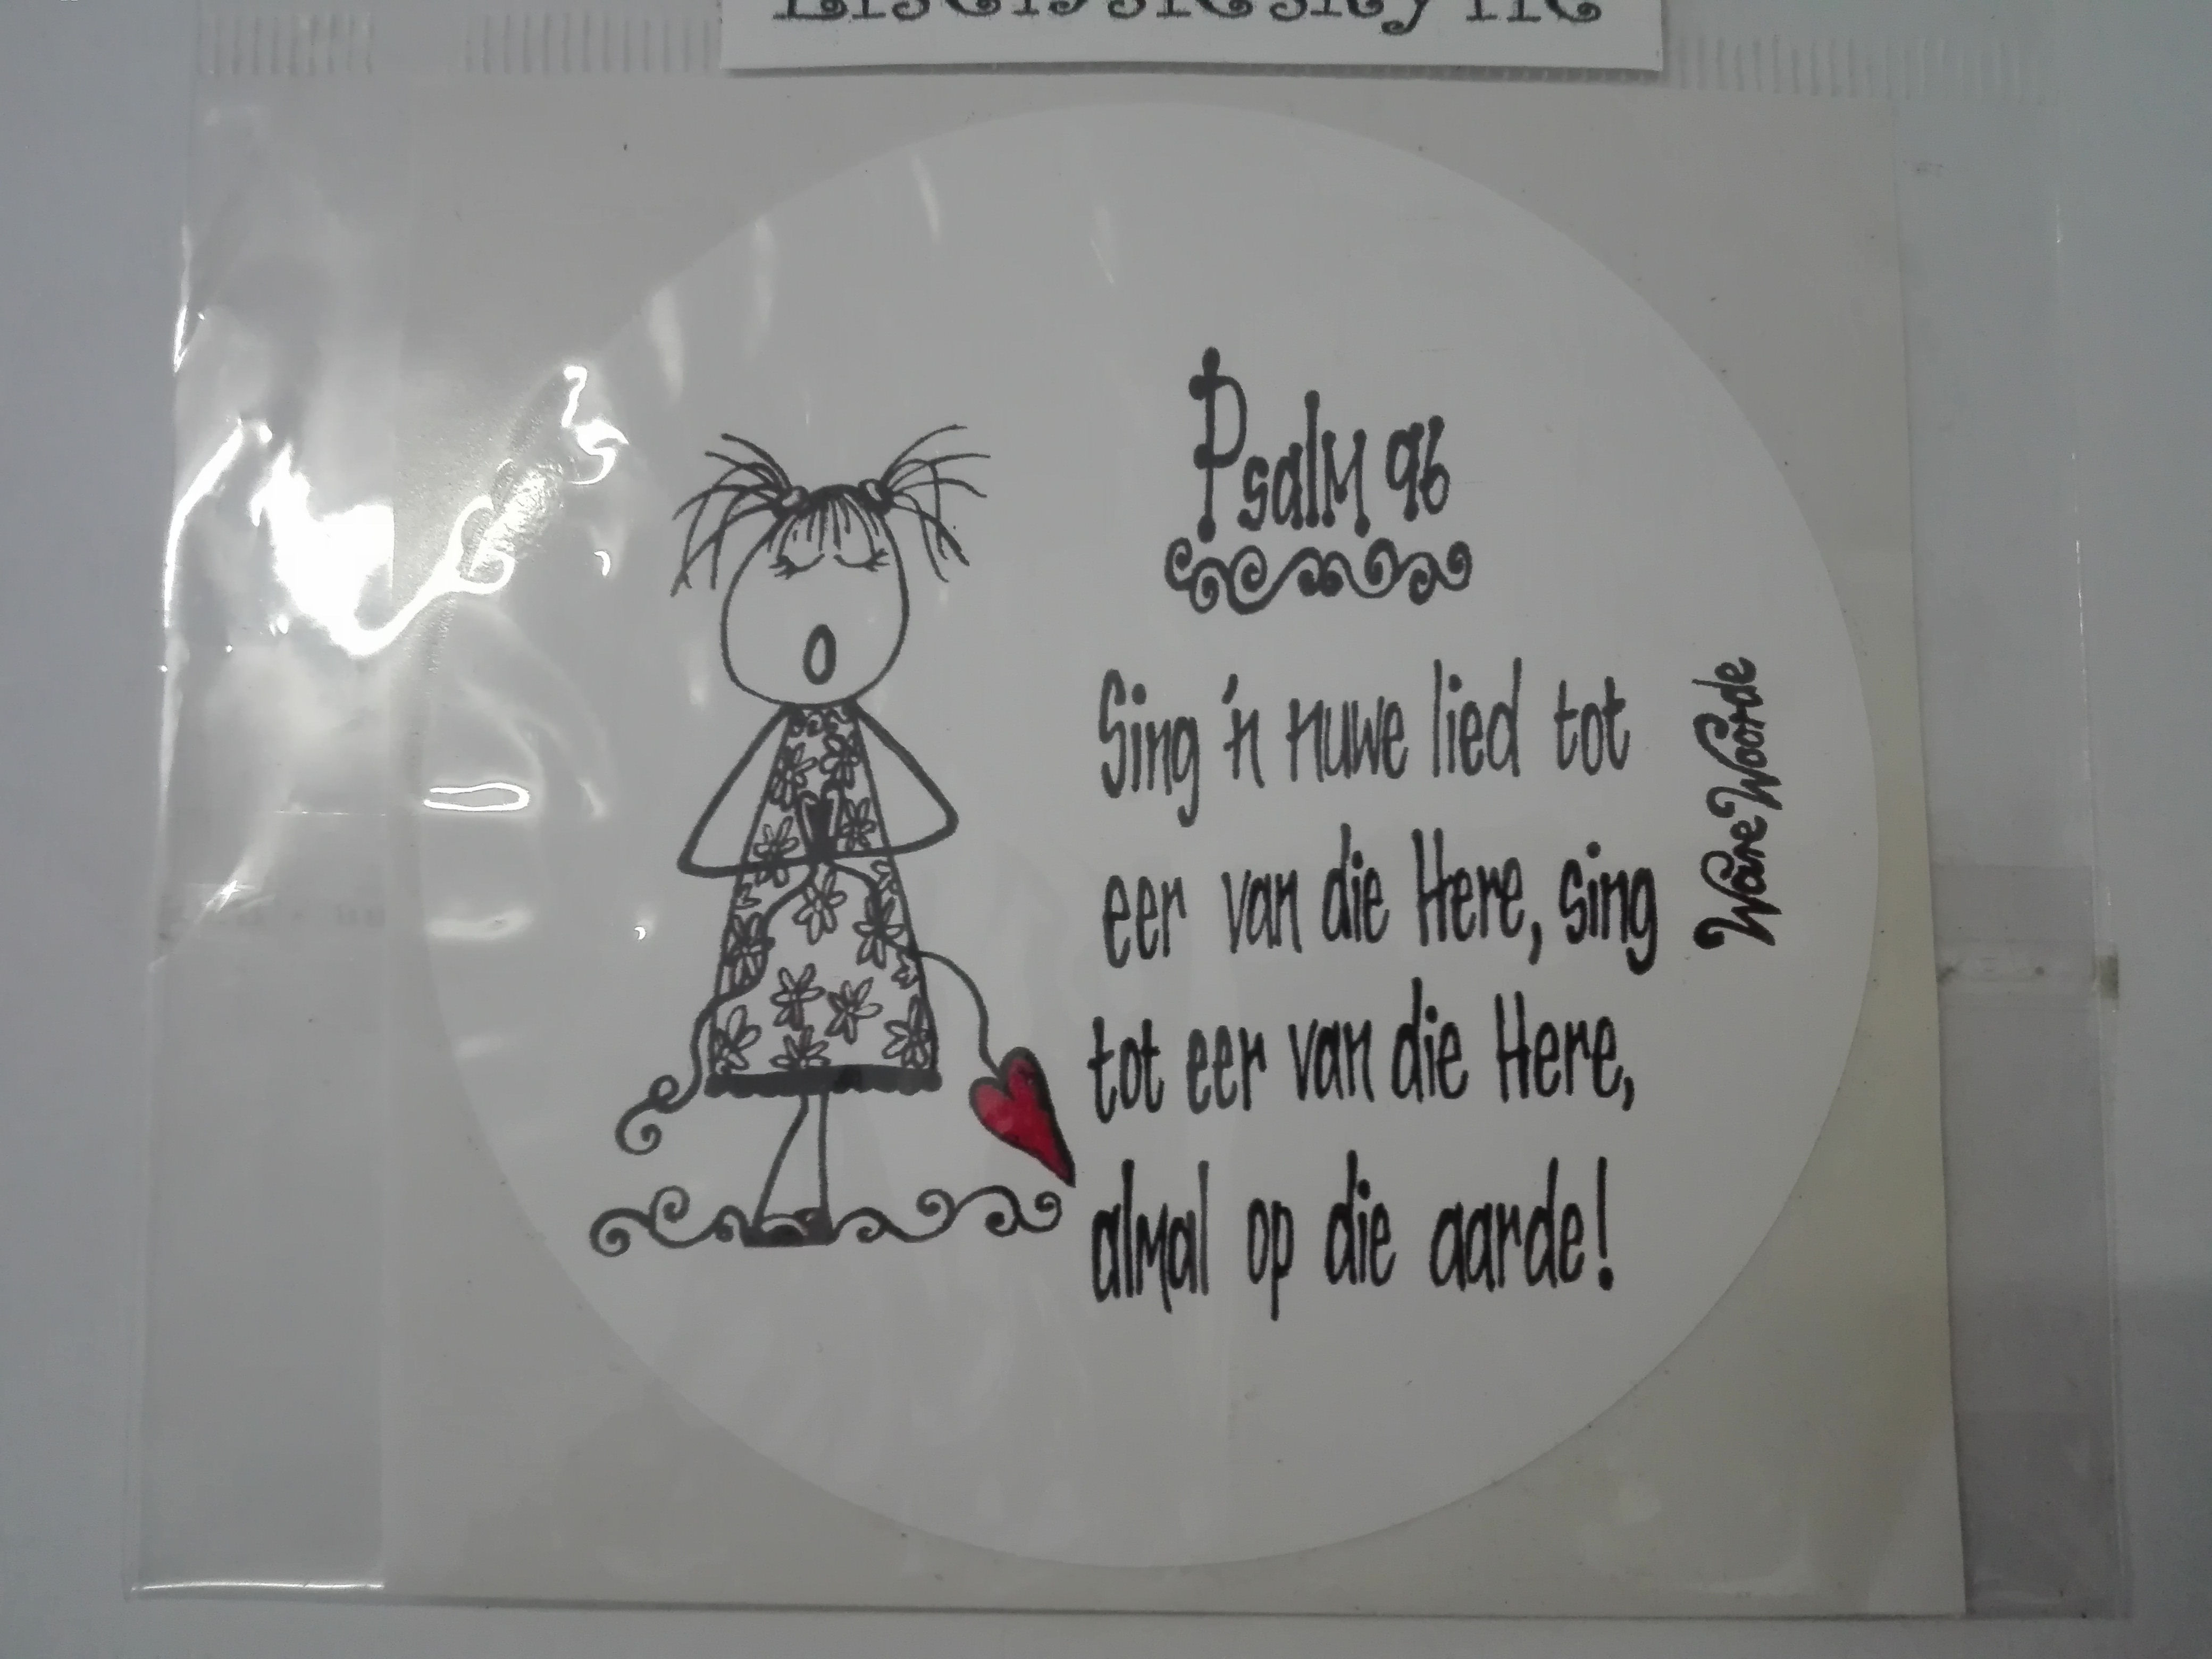 Psalm 96
Sing 'n nuwe lied tot
eer van die Here, sing
tot eer van die Here,
almal op die aarde!
Ware Woorde